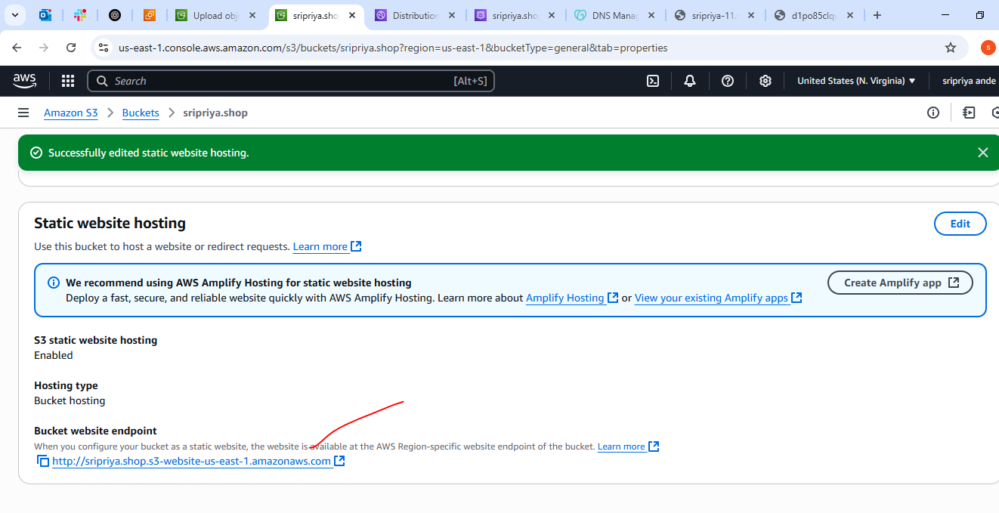 Upload obj
sripriya.sho
Distribution
sripriya.sho
DNS Mana
sripriya-11.s
d1po85clqv
us-east-1.console.aws.amazon.com/s3/buckets/sripriya.shop?region=us-east-1&bucketType=general&tab=properties
S
aws
Search
[Alt+S]
United States (N. Virginia)
sripriya ande
Amazon S3
Buckets
sripriya.shop
Successfully edited static website hosting.
Static website hosting
Edit
Use this bucket to host a website or redirect requests. Learn more
We recommend using AWS Amplify Hosting for static website hosting
Create Amplify app
Deploy a fast, secure, and reliable website quickly with AWS Amplify Hosting. Learn more about Amplify Hosting or View your existing Amplify apps
S3 static website hosting
Enabled
Hosting type
Bucket hosting
Bucket website endpoint
When you configure your bucket as a static website, the website is available at the AWS Region-specific website endpoint of the bucket. Learn more
http://sripriya.shop.s3-website-us-east-1.amazonaws.com